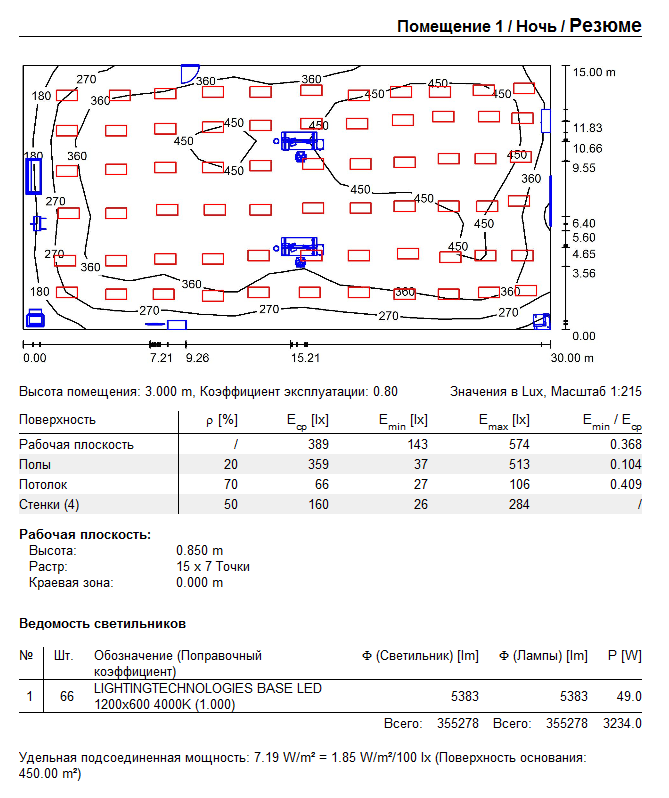 Помещение 1 / Ночь / Резюме
270 360 360 15.00 m
180 450 450 450
360
450 450 11.83
450 10.66
180 360 450 9.55
450 360
270 450 450
6.40
450 5.60
270 4.65
360 360 3.56
180 360 360
270 270 270
0.00
0.00 7.21 9.26 15.21 30.00 m
Высота помещения: 3.000 m, Коэффициент эксплуатации: 0.80 Значения в Lux, Масштаб 1:215
Поверхность ρ [%] Eср [lx] Emin [lx] Emax [lx] Emin / Eср
Рабочая плоскость / 389 143 574 0.368
Полы 20 359 37 513 0.104
Потолок 70 66 27 106 0.409
Стенки (4) 50 160 26 284 /
Рабочая плоскость:
Высота: 0.850 m
Растр: 15 x 7 Точки
Краевая зона: 0.000 m
Ведомость светильников
№ Шт. Обозначение (Поправочный коэффициент) Φ (Светильник) [lm] Φ (Лампы) [lm] P [W]
1 66 LIGHTINGTECHNOLOGIES BASE LED 1200x600 4000K (1.000) 5383 5383 49.0
Всего: 355278 Всего: 355278 3234.0
Удельная подсоединенная мощность: 7.19 W/m² = 1.85 W/m²/100 lx (Поверхность основания:
450.00 m²)